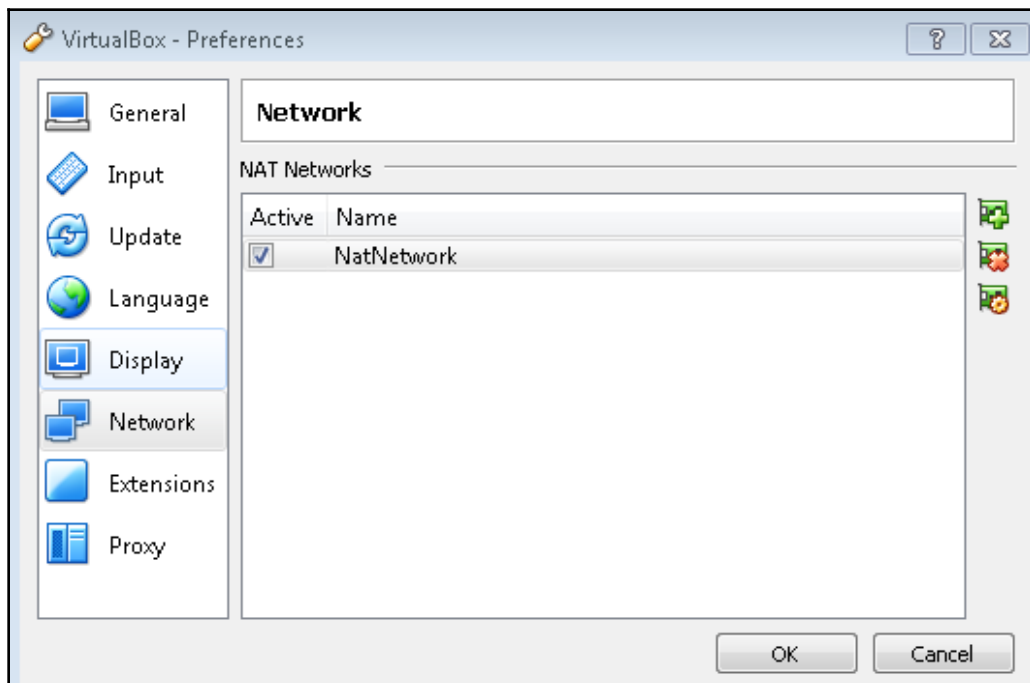 VirtualBox - Preferences
General
Input
Update
Language
Display
Network
Extensions
Proxy
Network
NAT Networks
Active Name
NatNetwork
OK Cancel